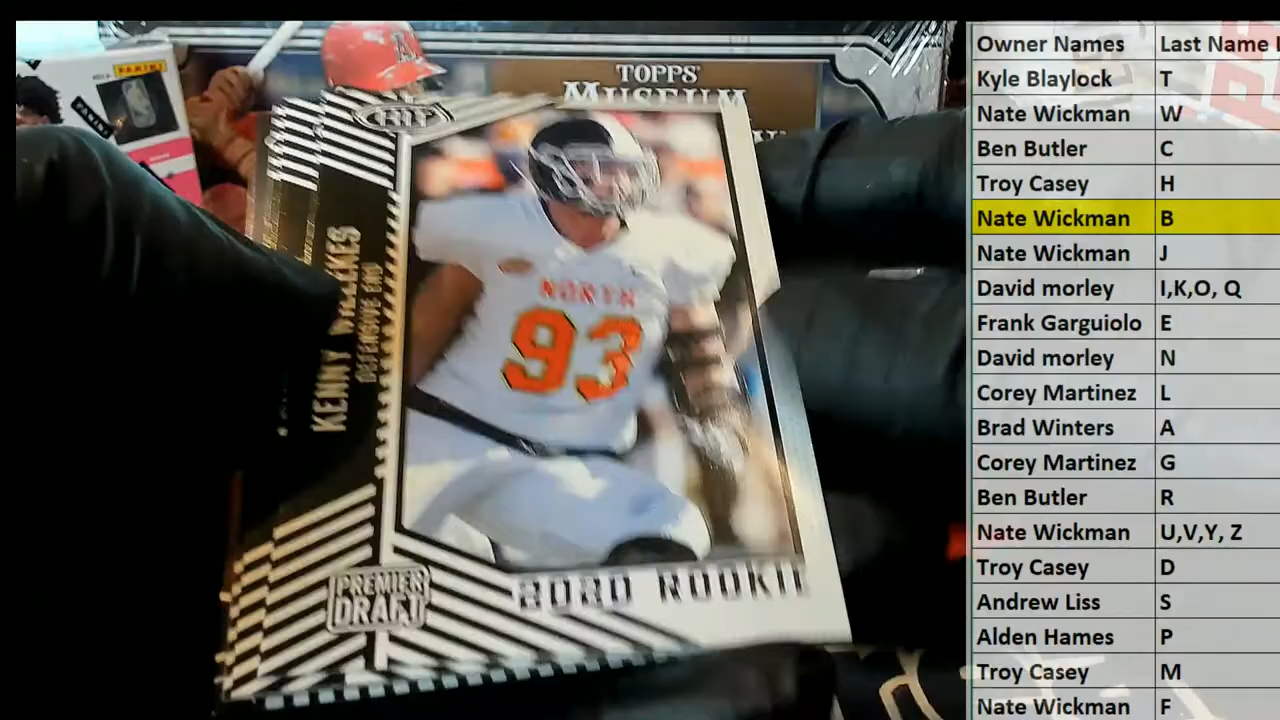 PANINI
TOPPS
MUSEUM
HIT
KENNY WILLEKES
DEFENSIVE END
NORTH
93
PREMIER
DRAFT
2020 ROOKIE
Owner Names Last Name
Kyle Blaylock T
Nate Wickman W
Ben Butler C
Troy Casey H
Nate Wickman B
Nate Wickman J
David morley I,K,O, Q
Frank Garguiolo E
David morley N
Corey Martinez L
Brad Winters A
Corey Martinez G
Ben Butler R
Nate Wickman U,V,Y, Z
Troy Casey D
Andrew Liss S
Alden Hames P
Troy Casey M
Nate Wickman F